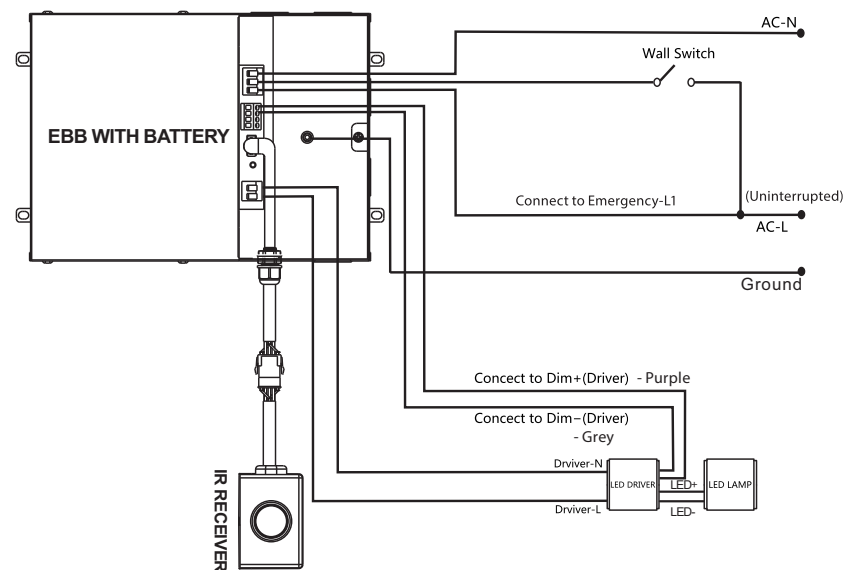 AC-N
Wall Switch
EBB WITH BATTERY
Connect to Emergency-L1
(Uninterrupted)
AC-L
Ground
Concect to Dim+(Driver) - Purple
Concect to Dim-(Driver)
- Grey
Drviver-N
LED DRIVER
LED+
LED LAMP
Drviver-L
LED-
IR RECEIVER